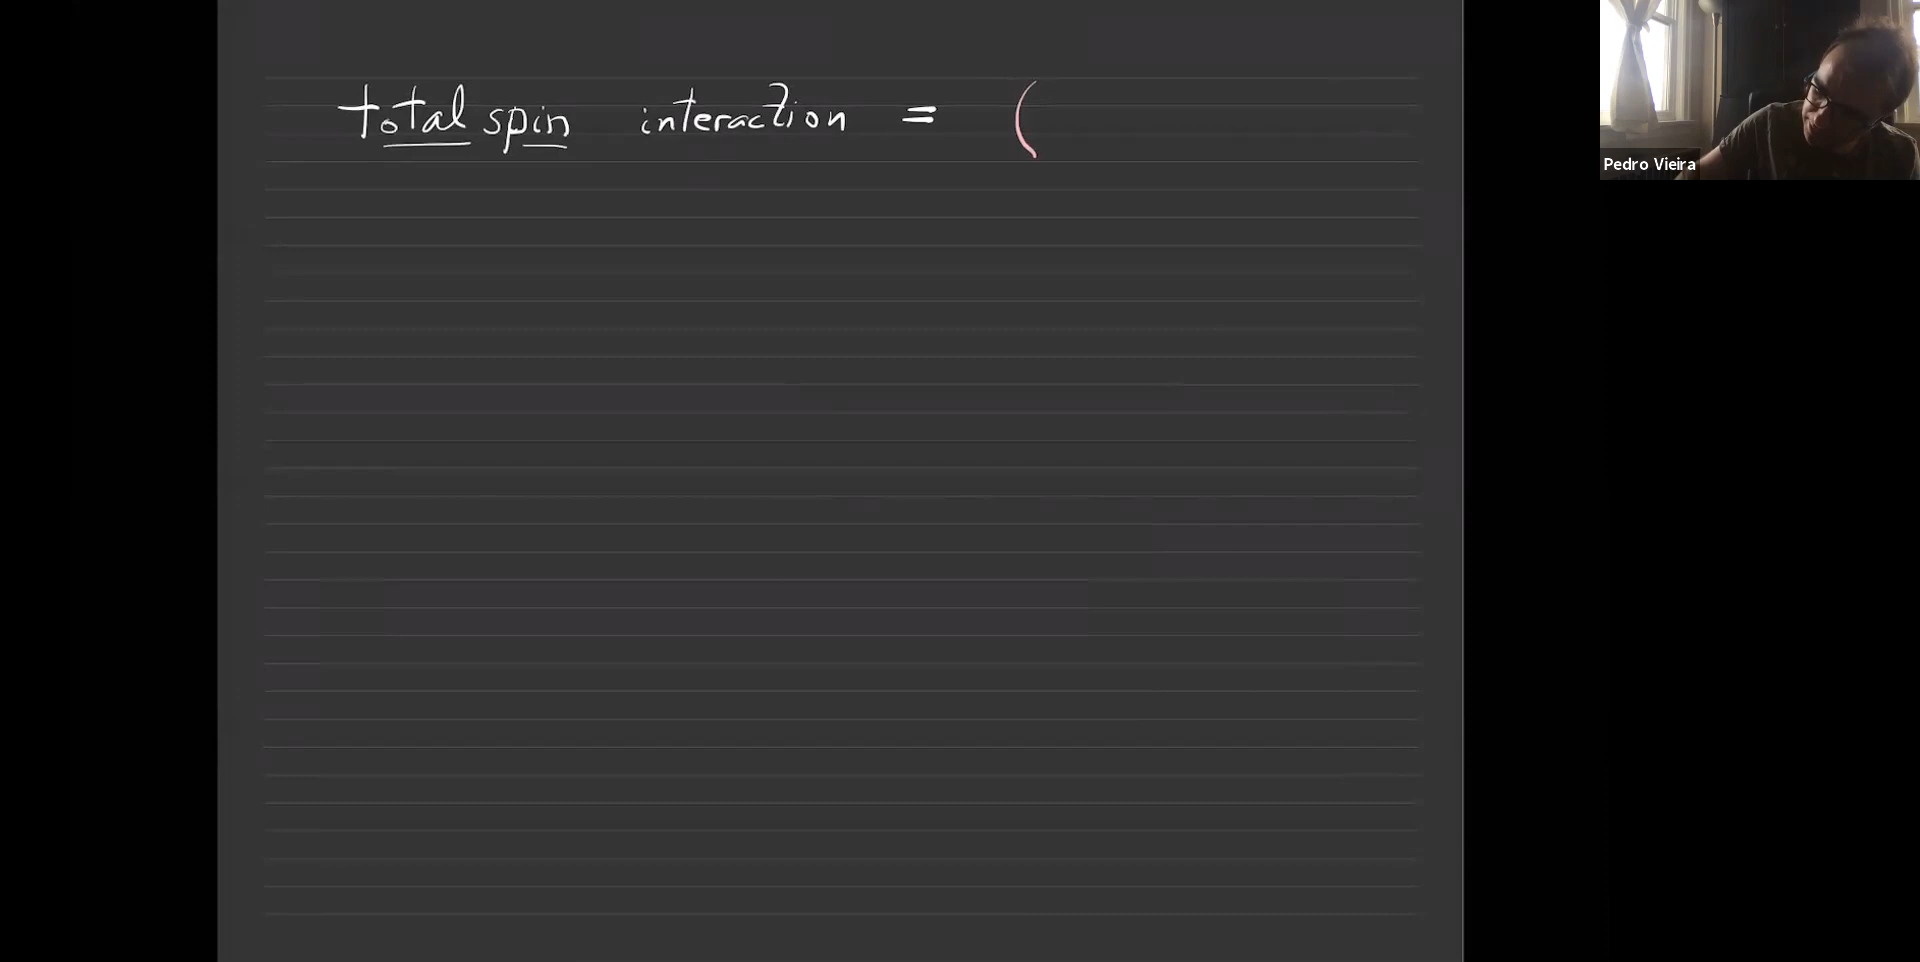 total spin interaction = (
Pedro Vieira